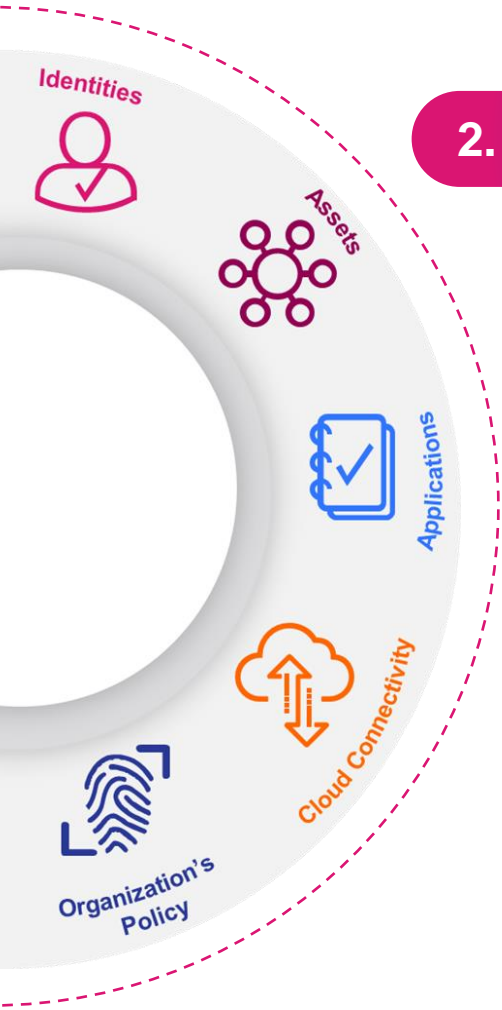 Identities
2.
Assets
Applications
Cloud Connectivity
Organization's
Policy